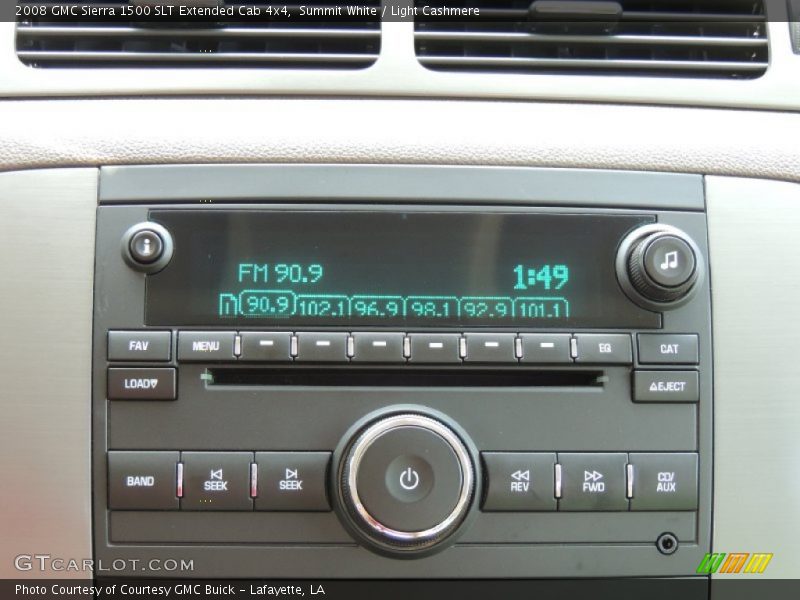 2008 GMC Sierra 1500 SLT Extended Cab 4x4, Summit White / Light Cashmere
i
FM 90.9 1:49
90.9 102.1 96.9 98.1 92.9 101.1
FAV MENU EQ CAT
LOAD EJECT
BAND SEEK SEEK REV FWD CD/AUX
GTCARLOT.COM
Photo Courtesy of Courtesy GMC Buick - Lafayette, LA